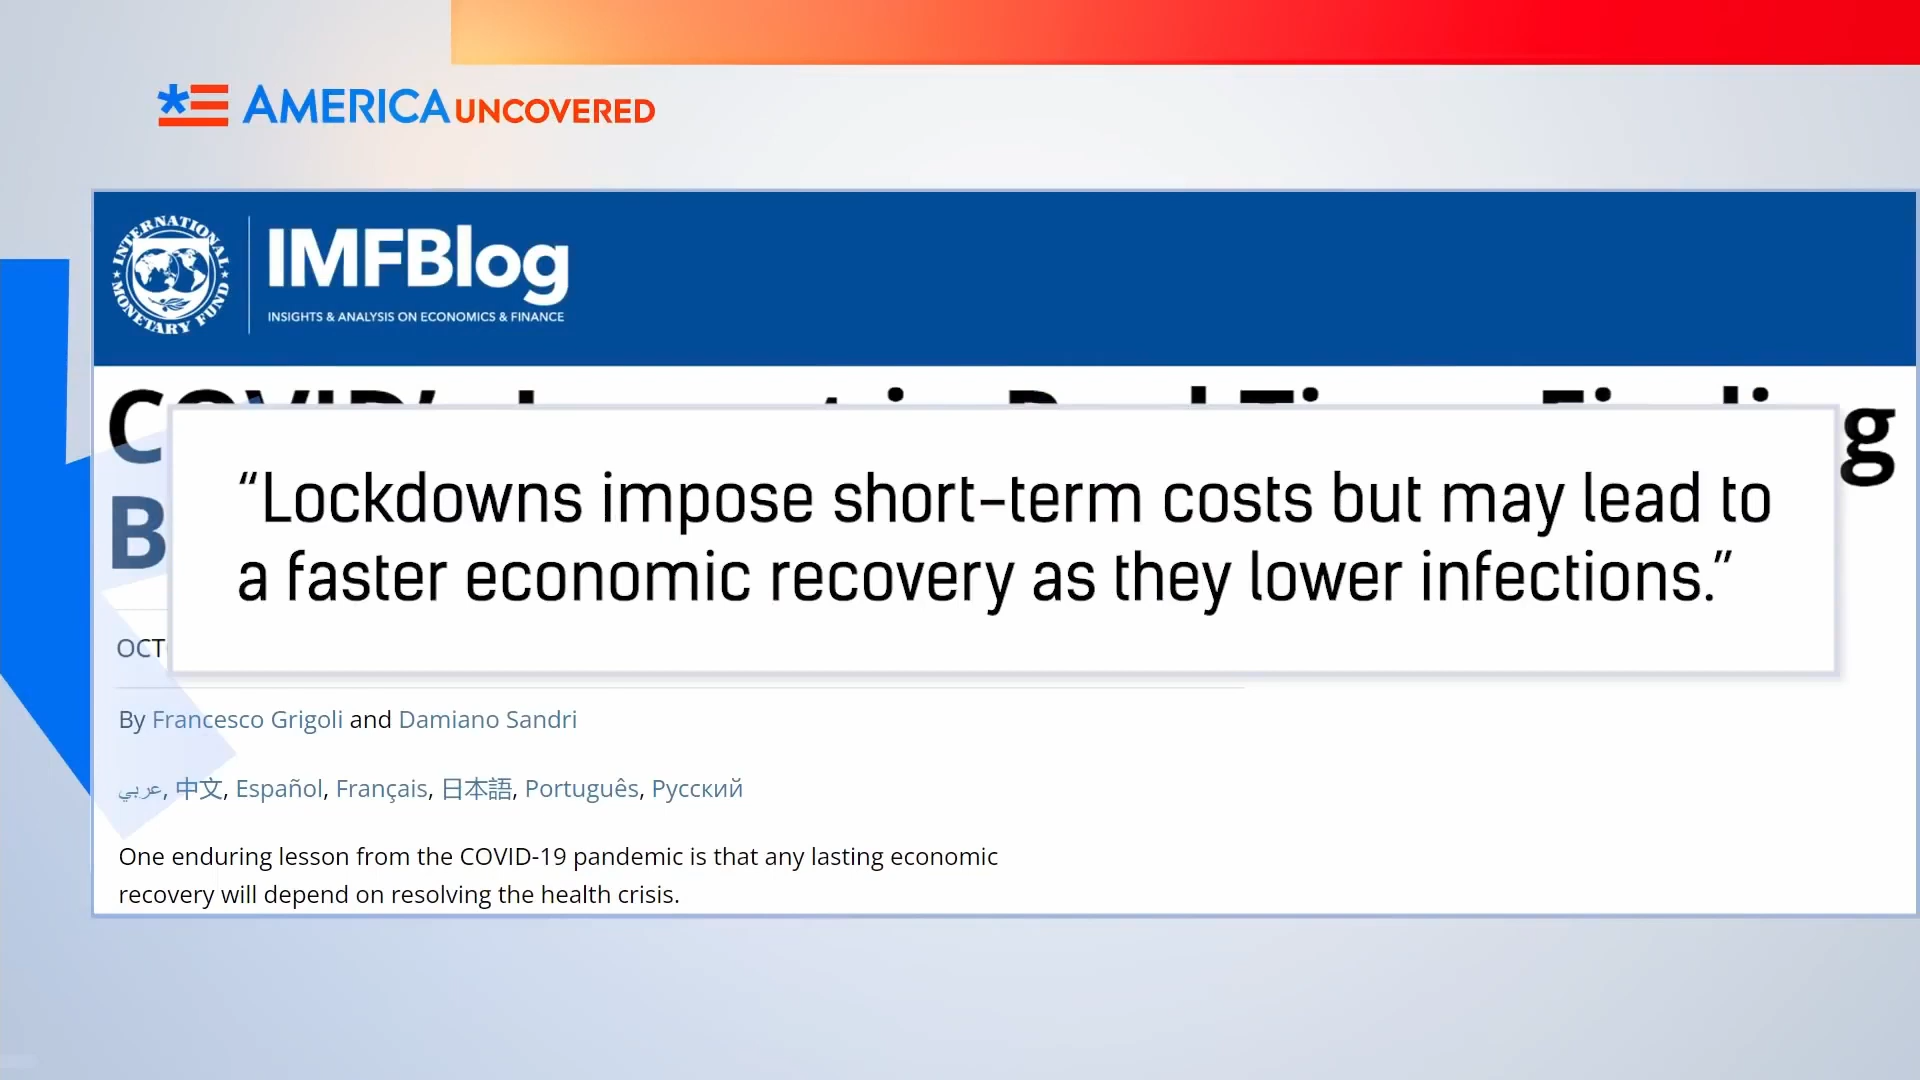 AMERICA UNCOVERED
INTERNATIONAL MONETARY FUND
IMFBlog
INSIGHTS & ANALYSIS ON ECONOMICS & FINANCE
“Lockdowns impose short-term costs but may lead to
a faster economic recovery as they lower infections.”
By Francesco Grigoli and Damiano Sandri
عربي, 中文, Español, Français, 日本語, Português, Русский
One enduring lesson from the COVID-19 pandemic is that any lasting economic
recovery will depend on resolving the health crisis.